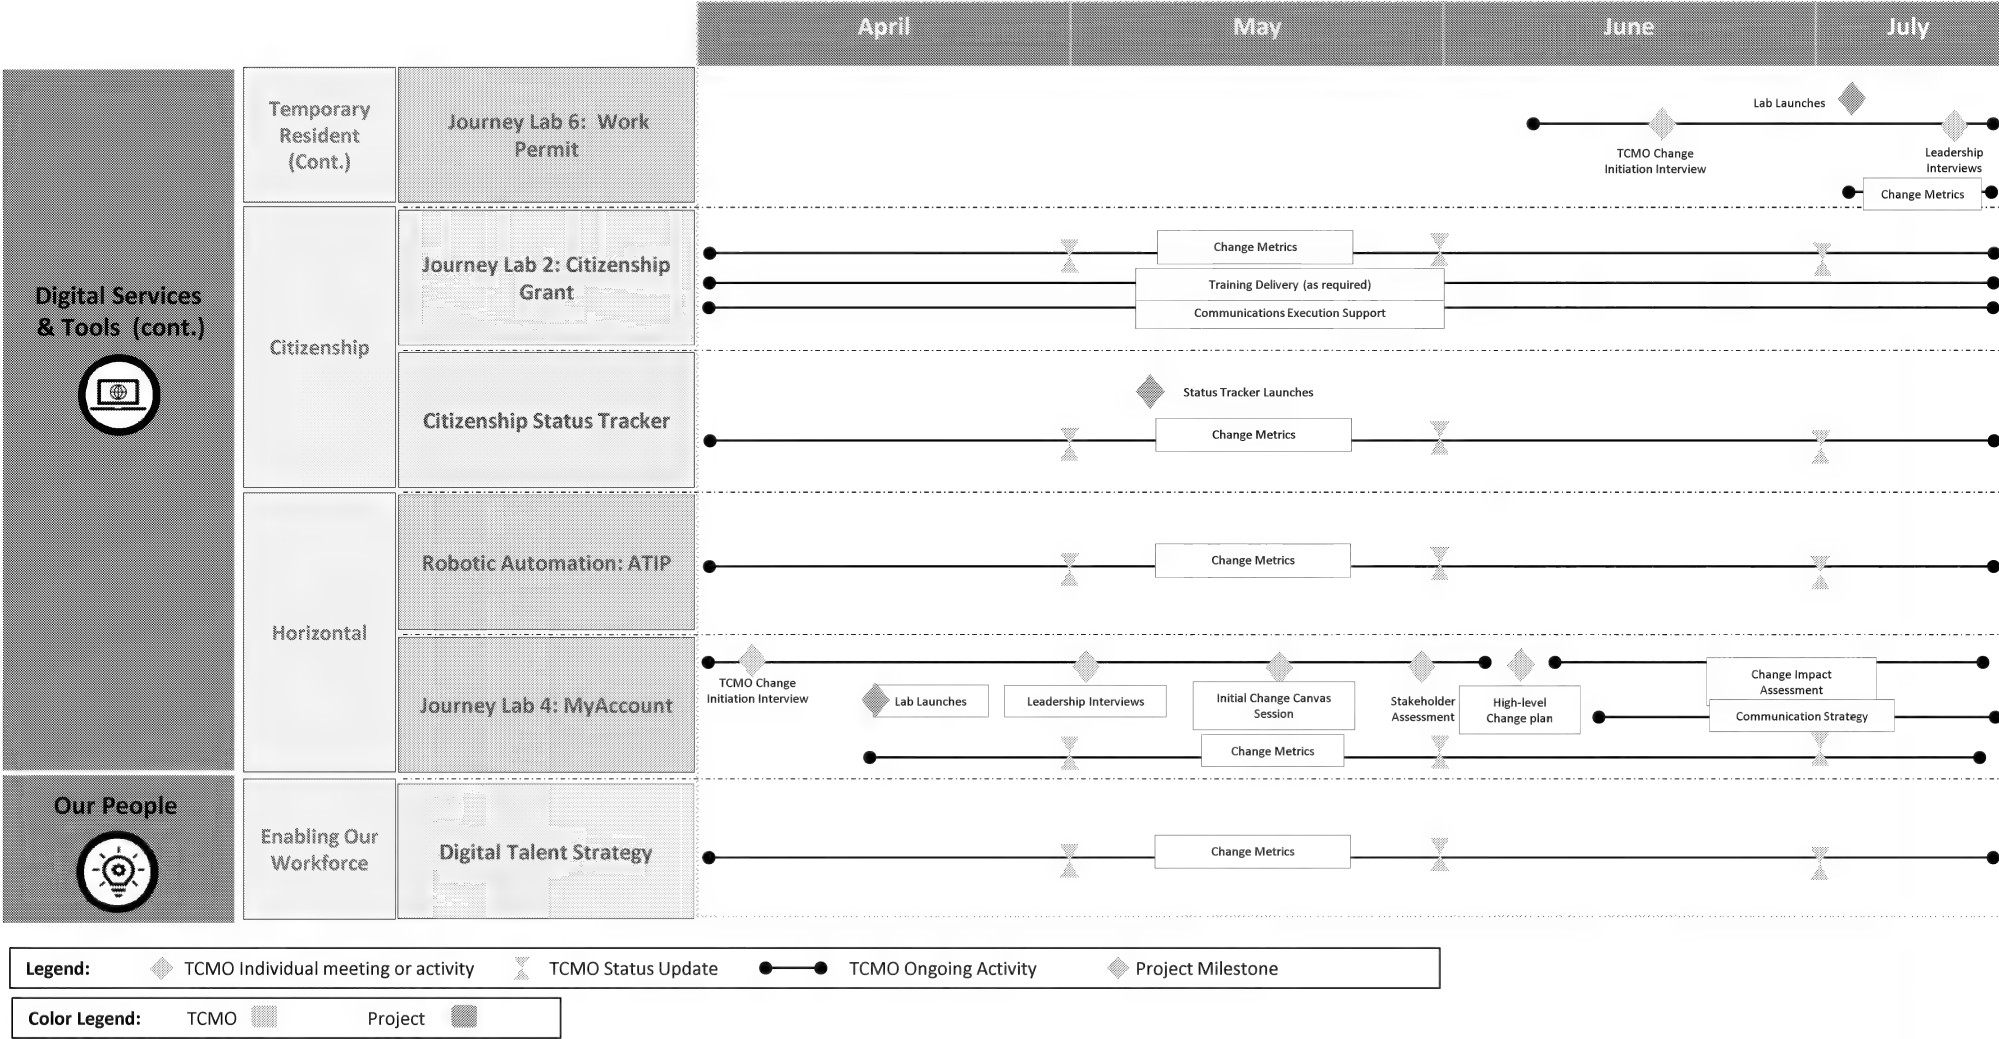 April
May
June
July
Digital Services
& Tools (cont.)
Temporary
Resident
(Cont.)
Journey Lab 6: Work
Permit
Lab Launches
TCMO Change
Initiation Interview
Leadership
Interviews
Change Metrics
Citizenship
Journey Lab 2: Citizenship
Grant
Change Metrics
Training Delivery (as required)
Communications Execution Support
Citizenship Status Tracker
Status Tracker Launches
Change Metrics
Horizontal
Robotic Automation: ATIP
Change Metrics
Journey Lab 4: MyAccount
TCMO Change
Initiation Interview
Lab Launches
Leadership Interviews
Initial Change Canvas
Session
Stakeholder
Assessment
High-level
Change plan
Change Impact
Assessment
Communication Strategy
Change Metrics
Our People
Enabling Our
Workforce
Digital Talent Strategy
Change Metrics
Legend:
TCMO Individual meeting or activity
TCMO Status Update
TCMO Ongoing Activity
Project Milestone
Color Legend:
TCMO
Project